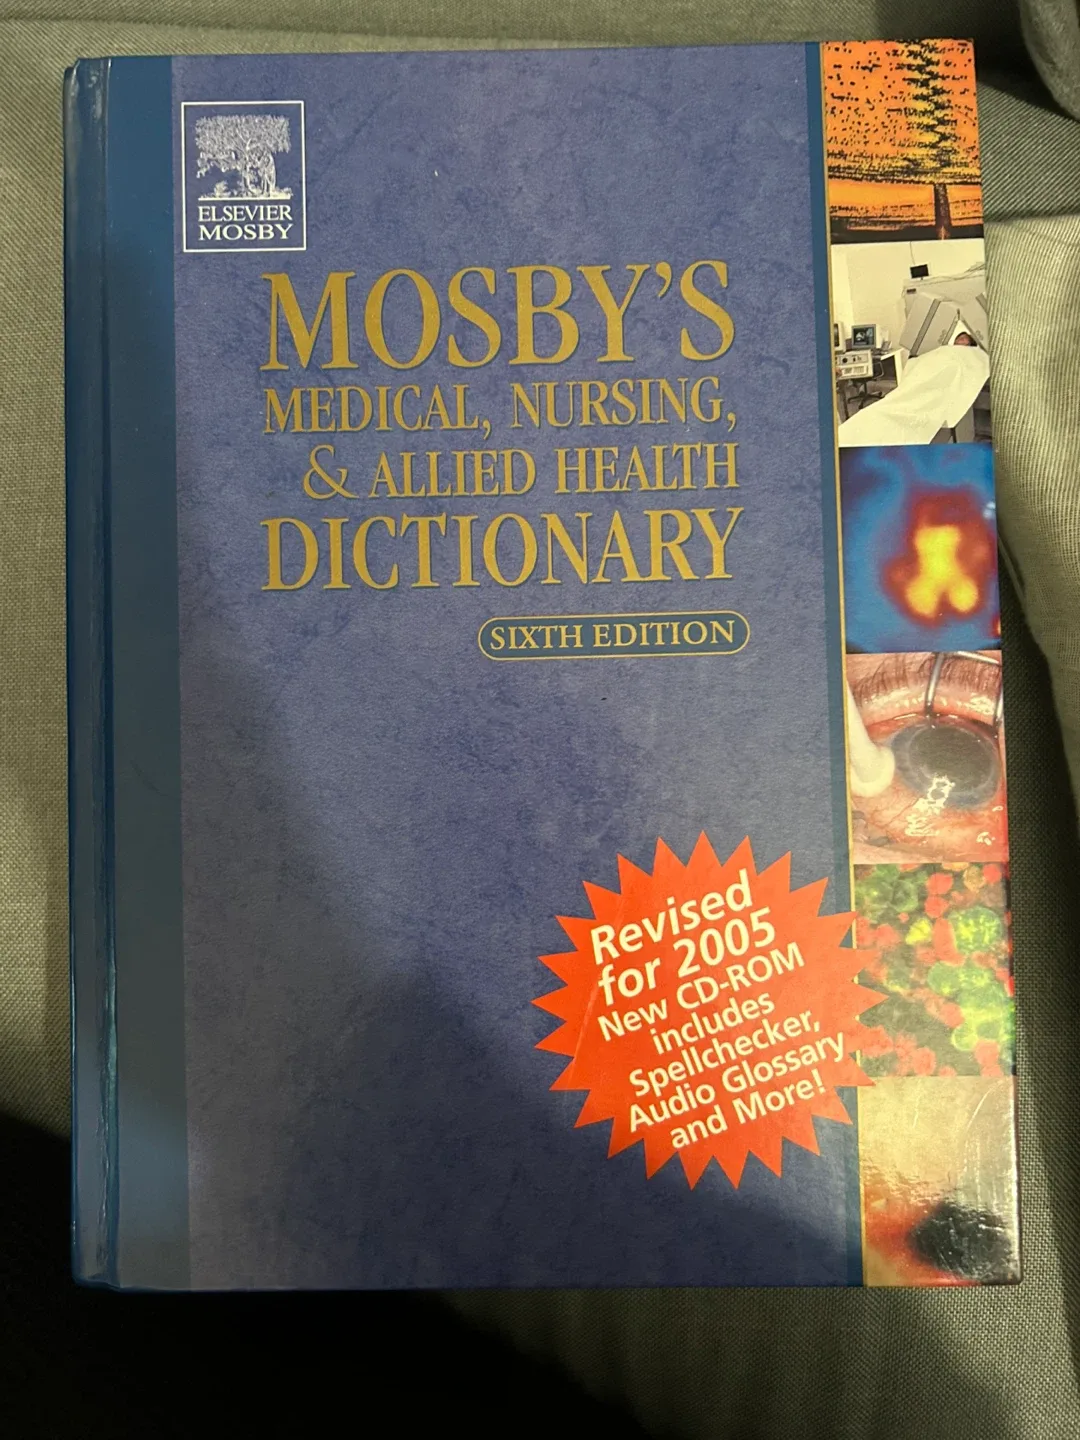 ELSEVIER
MOSBY
MOSBY'S
MEDICAL, NURSING,
& ALLIED HEALTH
DICTIONARY
SIXTH EDITION
Revised
for 2005
New CD-ROM
includes
Spellchecker,
Audio Glossary
and More!